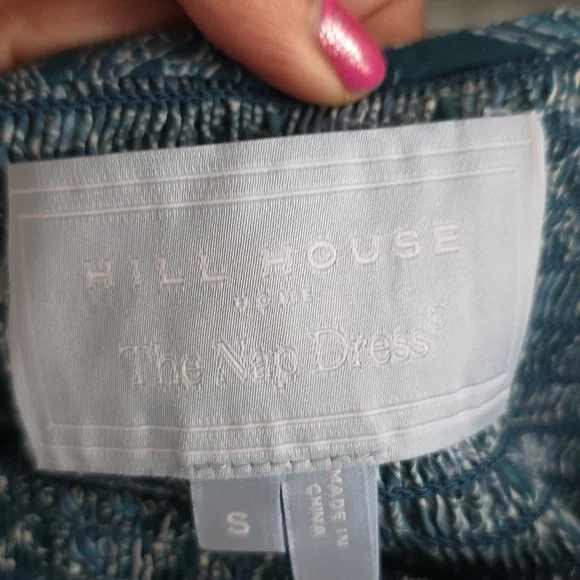 HILL HOUSE
HOME
The Nap Dress®
S
MADE IN
CHINA